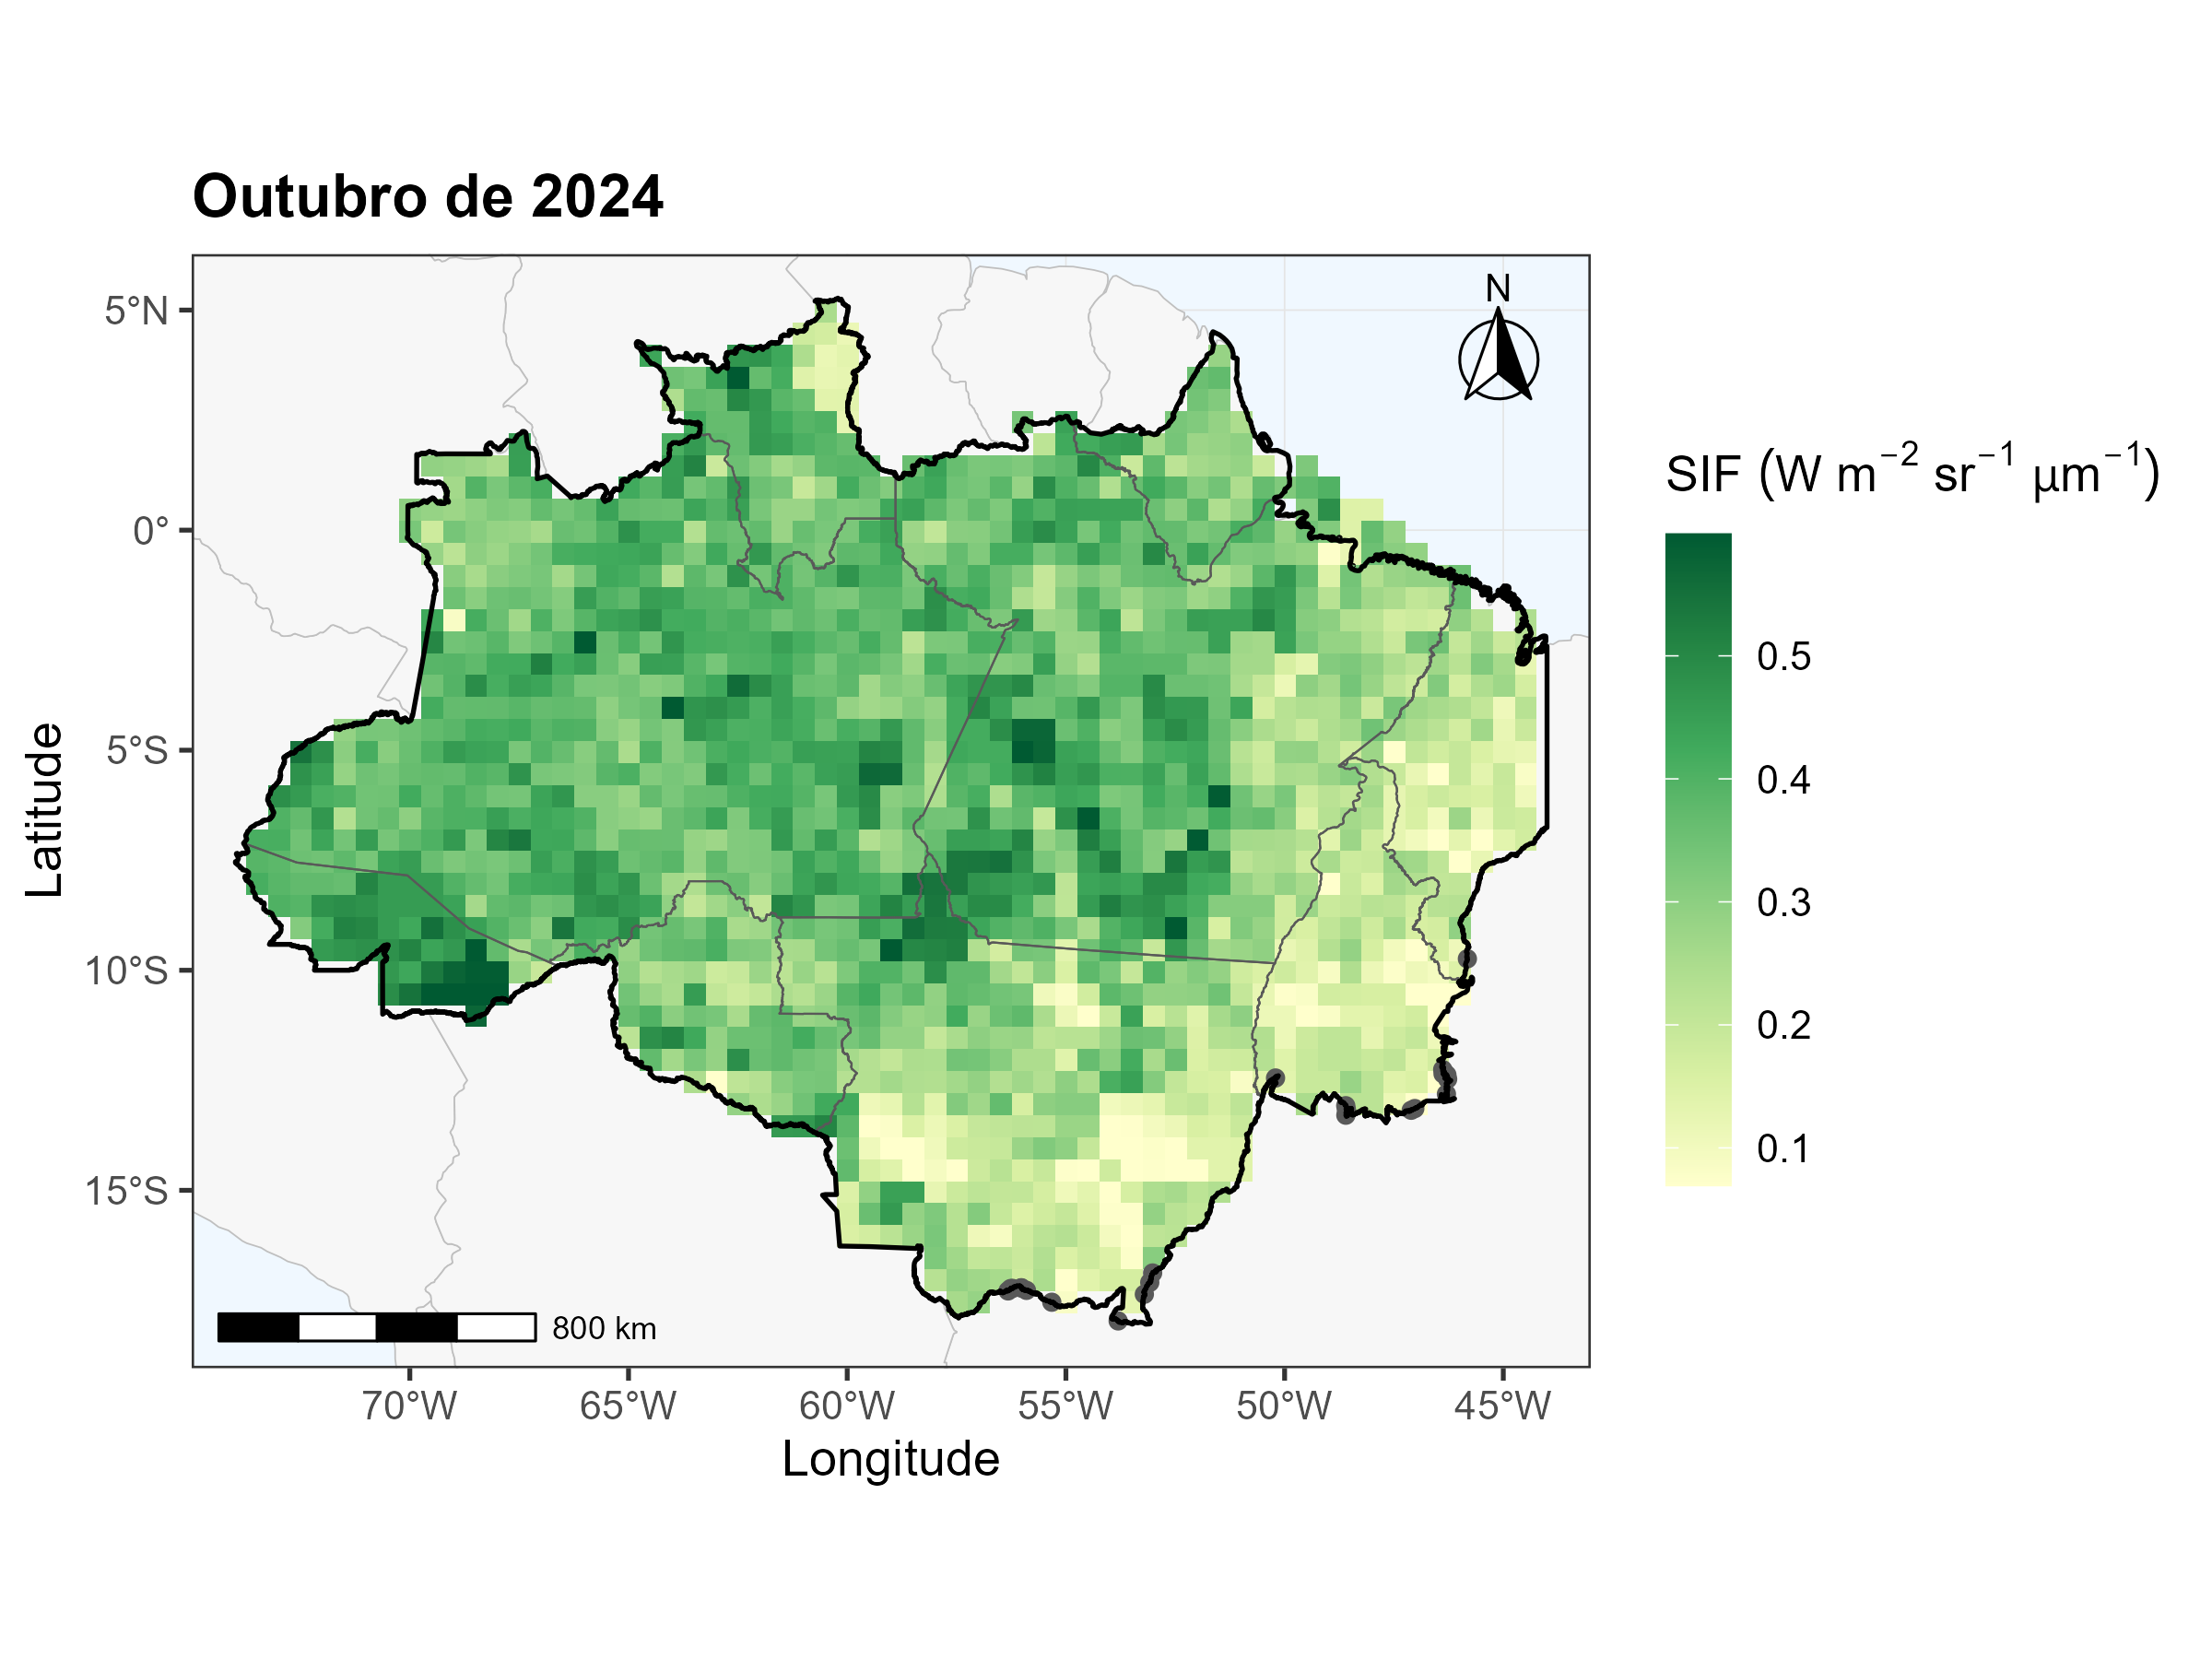 Outubro de 2024
N
5°N
0°
5°S
10°S
15°S
Latitude
800 km
70°W 65°W 60°W 55°W 50°W 45°W
Longitude
SIF (W m⁻² sr⁻¹ μm⁻¹)
0.5
0.4
0.3
0.2
0.1